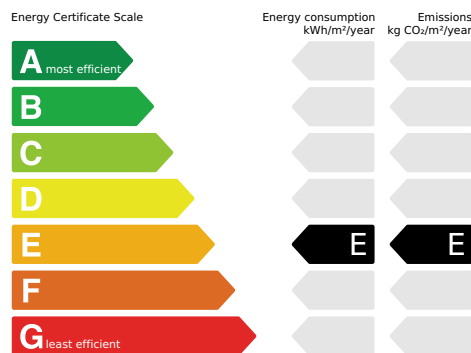 Energy Certificate Scale
Energy consumption
kWh/m²/year
Emissions
kg CO₂/m²/year
A most efficient
B
C
D
E E E
F
G least efficient